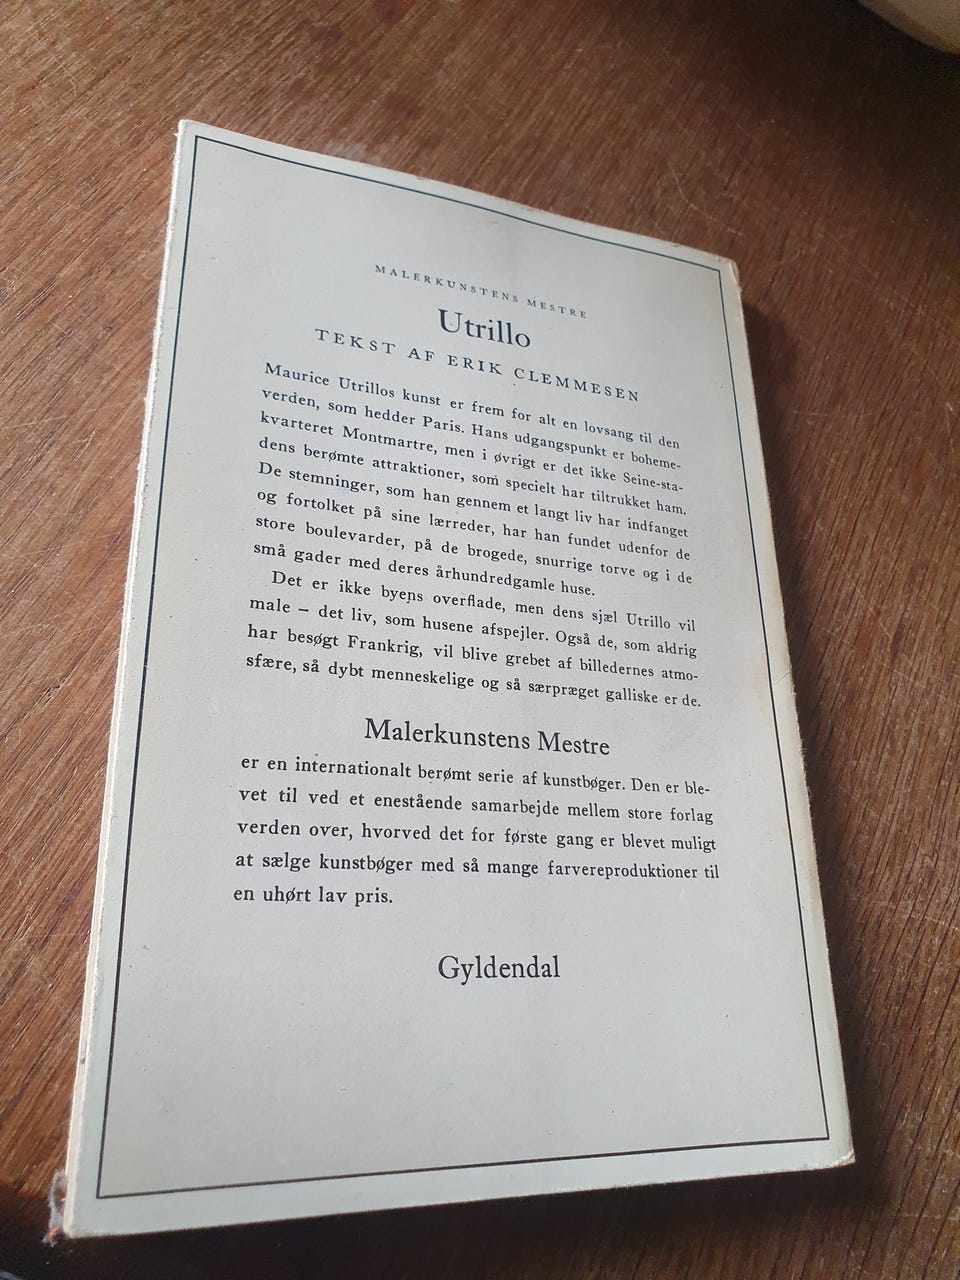 MALERKUNSTENS MESTRE
Utrillo
TEKST AF ERIK CLEMMESEN
Maurice Utrillos kunst er frem for alt en lovsang til den
verden, som hedder Paris. Hans udgangspunkt er boheme-
kvarteret Montmartre, men i øvrigt er det ikke Seine-sta-
dens berømte attraktioner, som specielt har tiltrukket ham.
De stemninger, som han gennem et langt liv har indfanget
og fortolket på sine lærreder, har han fundet udenfor de
store boulevarder, på de brogede, snurrige torve og i de
små gader med deres århundredgamle huse.
Det er ikke byens overflade, men dens sjæl Utrillo vil
male – det liv, som husene afspejler. Også de, som aldrig
har besøgt Frankrig, vil blive grebet af billedernes atmo-
sfære, så dybt menneskelige og så særpræget galliske er de.
Malerkunstens Mestre
er en internationalt berømt serie af kunstbøger. Den er ble-
vet til ved et enestående samarbejde mellem store forlag
verden over, hvorved det for første gang er blevet muligt
at sælge kunstbøger med så mange farvereproduktioner til
en uhørt lav pris.
Gyldendal